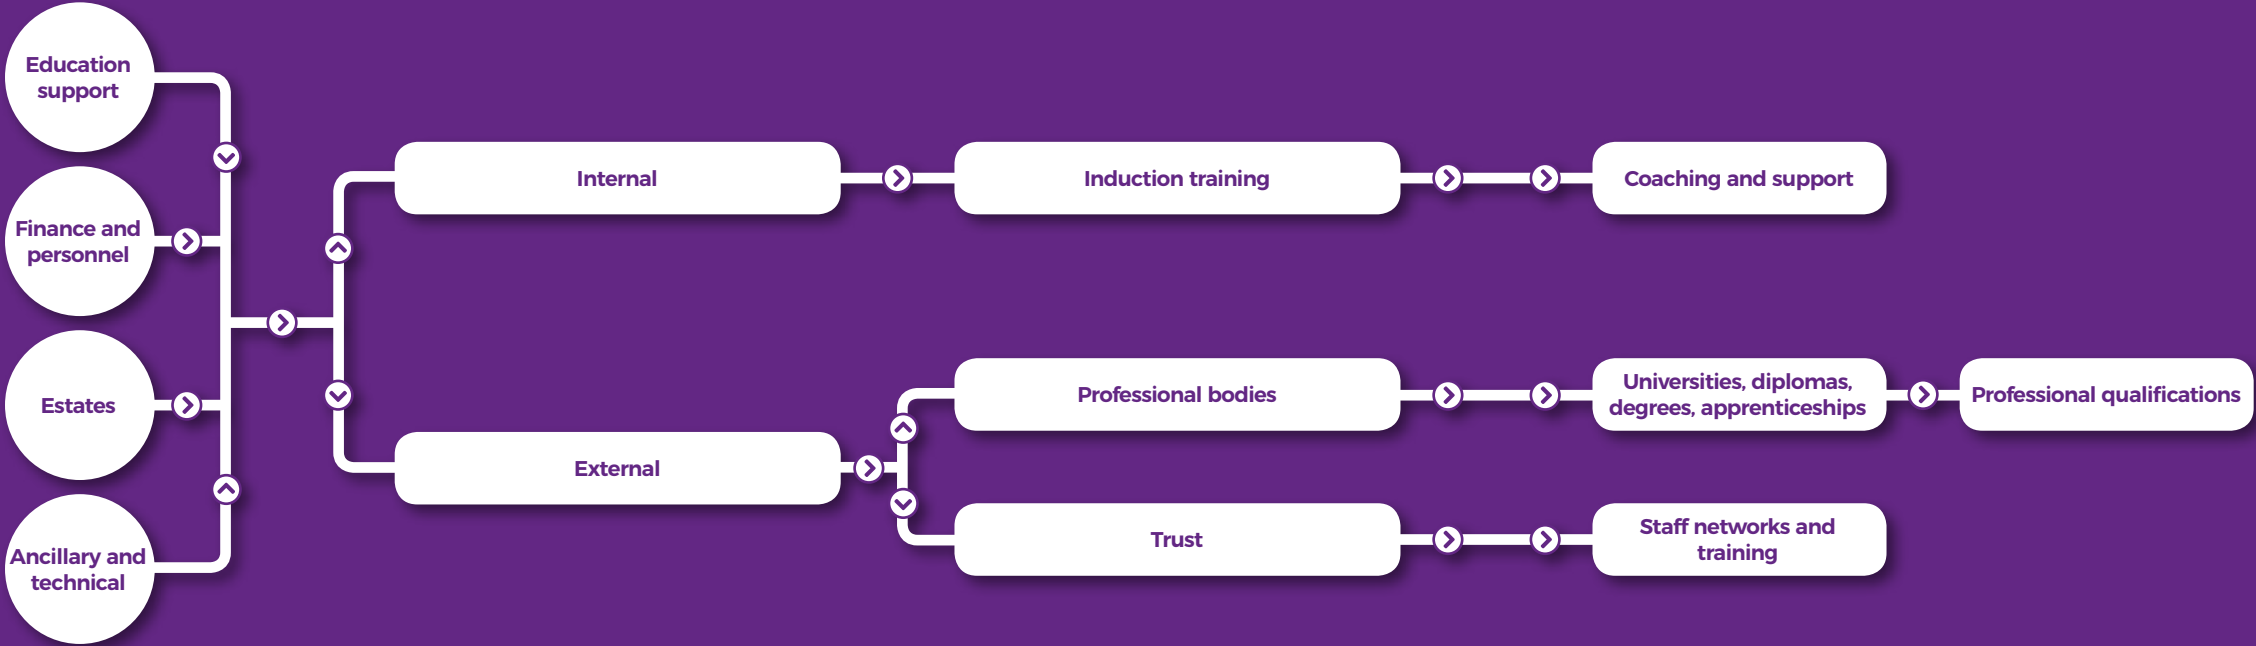 Education
support
Finance and
personnel
Estates
Ancillary and
technical
Internal
Induction training
Coaching and support
External
Professional bodies
Universities, diplomas,
degrees, apprenticeships
Professional qualifications
Trust
Staff networks and
training